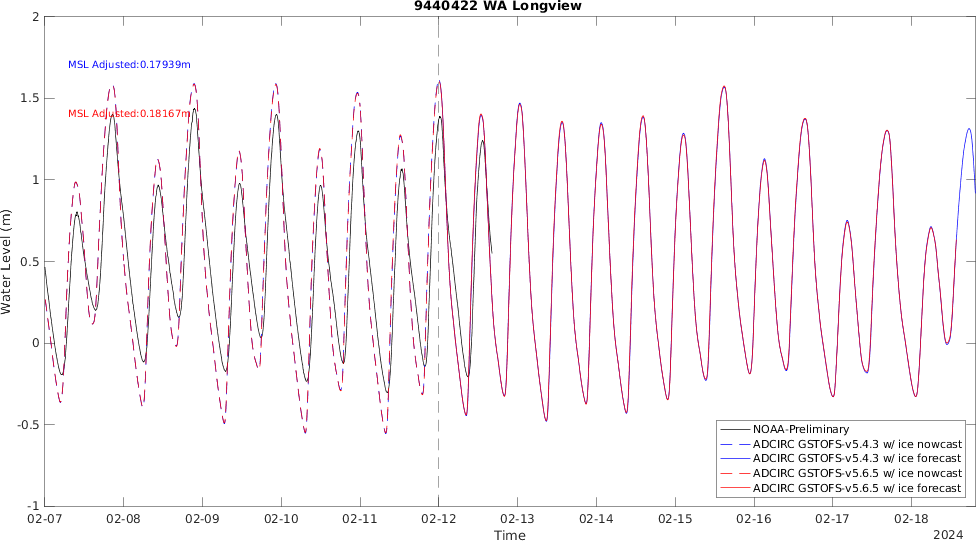 9440422 WA Longview
MSL Adjusted:0.17939m
MSL Adjusted:0.18167m
Water Level (m)
2
1.5
1
0.5
0
-0.5
-1
02-07 02-08 02-09 02-10 02-11 02-12 02-13 02-14 02-15 02-16 02-17 02-18
Time
2024
NOAA-Preliminary
ADCIRC GSTOFS-v5.4.3 w/ ice nowcast
ADCIRC GSTOFS-v5.4.3 w/ ice forecast
ADCIRC GSTOFS-v5.6.5 w/ ice nowcast
ADCIRC GSTOFS-v5.6.5 w/ ice forecast